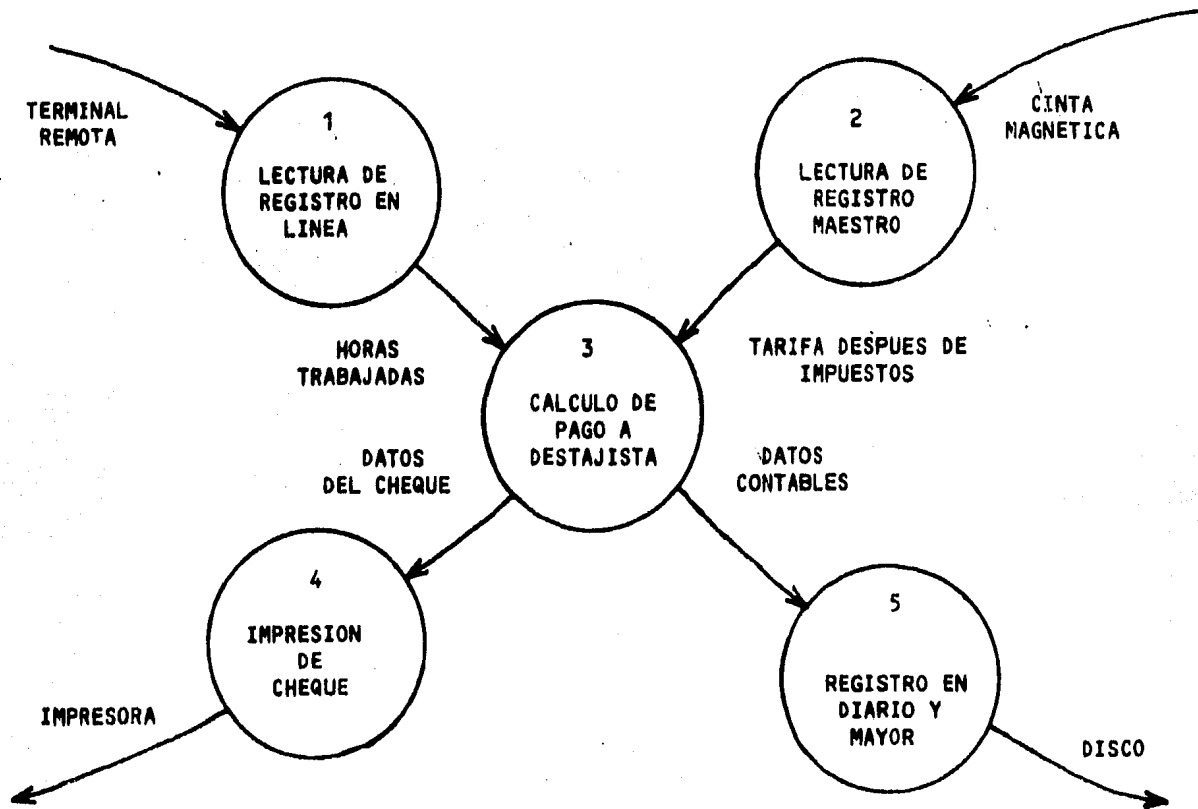 TERMINAL
REMOTA
1
LECTURA DE
REGISTRO EN
LINEA
2
LECTURA DE
REGISTRO
MAESTRO
CINTA
MAGNETICA
HORAS
TRABAJADAS
3
CALCULO DE
PAGO A
DESTAJISTA
TARIFA DESPUES DE
IMPUESTOS
DATOS
DEL CHEQUE
DATOS
CONTABLES
4
IMPRESION
DE
CHEQUE
5
REGISTRO EN
DIARIO Y
MAYOR
IMPRESORA
DISCO